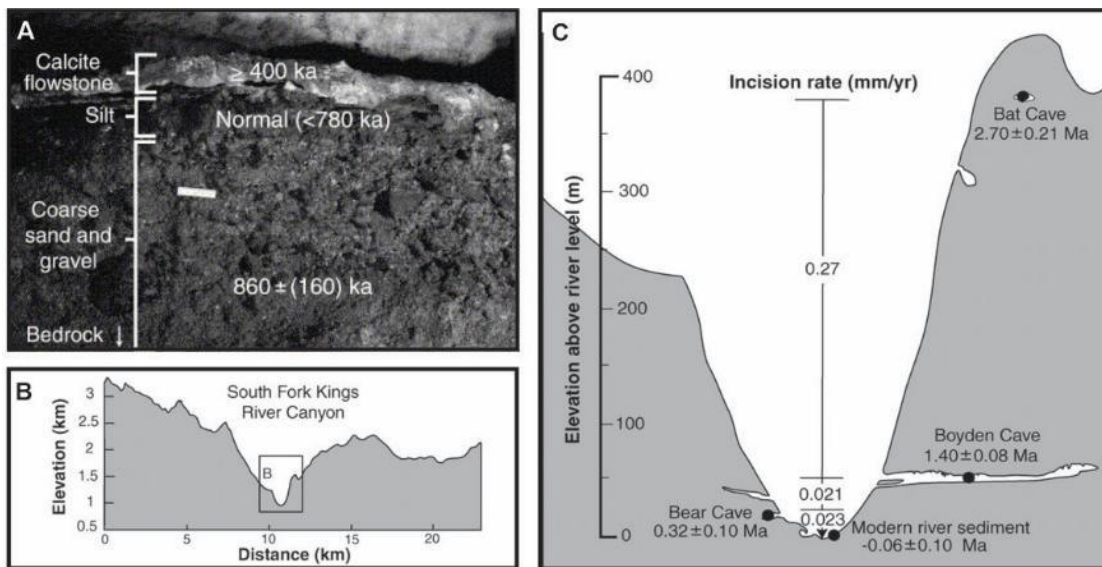 A
Calcite
flowstone
≥ 400 ka
Silt
Normal (<780 ka)
Coarse
sand and
gravel
860 ± (160) ka
Bedrock ↓
B
South Fork Kings
River Canyon
Elevation (km)
3
2.5
2
1.5
1
0.5
B
0
5
10
15
20
Distance (km)
C
Elevation above river level (m)
400
300
200
100
0
Incision rate (mm/yr)
0.27
0.021
0.023
Bat Cave
2.70±0.21 Ma
Boyden Cave
1.40±0.08 Ma
Bear Cave
0.32±0.10 Ma
Modern river sediment
-0.06±0.10 Ma